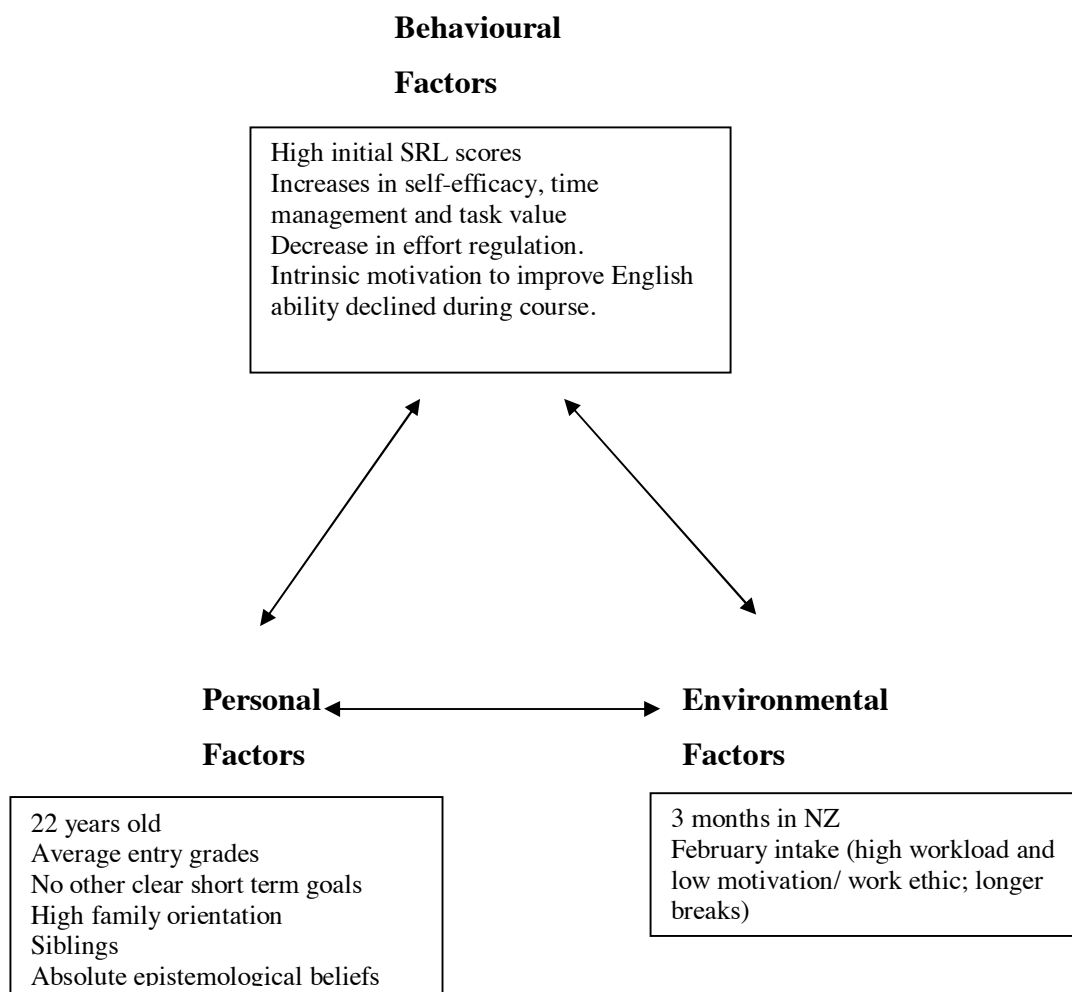 Behavioural
Factors
High initial SRL scores
Increases in self-efficacy, time
management and task value
Decrease in effort regulation.
Intrinsic motivation to improve English
ability declined during course.
Personal
Factors
22 years old
Average entry grades
No other clear short term goals
High family orientation
Siblings
Absolute epistemological beliefs
Environmental
Factors
3 months in NZ
February intake (high workload and
low motivation/ work ethic; longer
breaks)